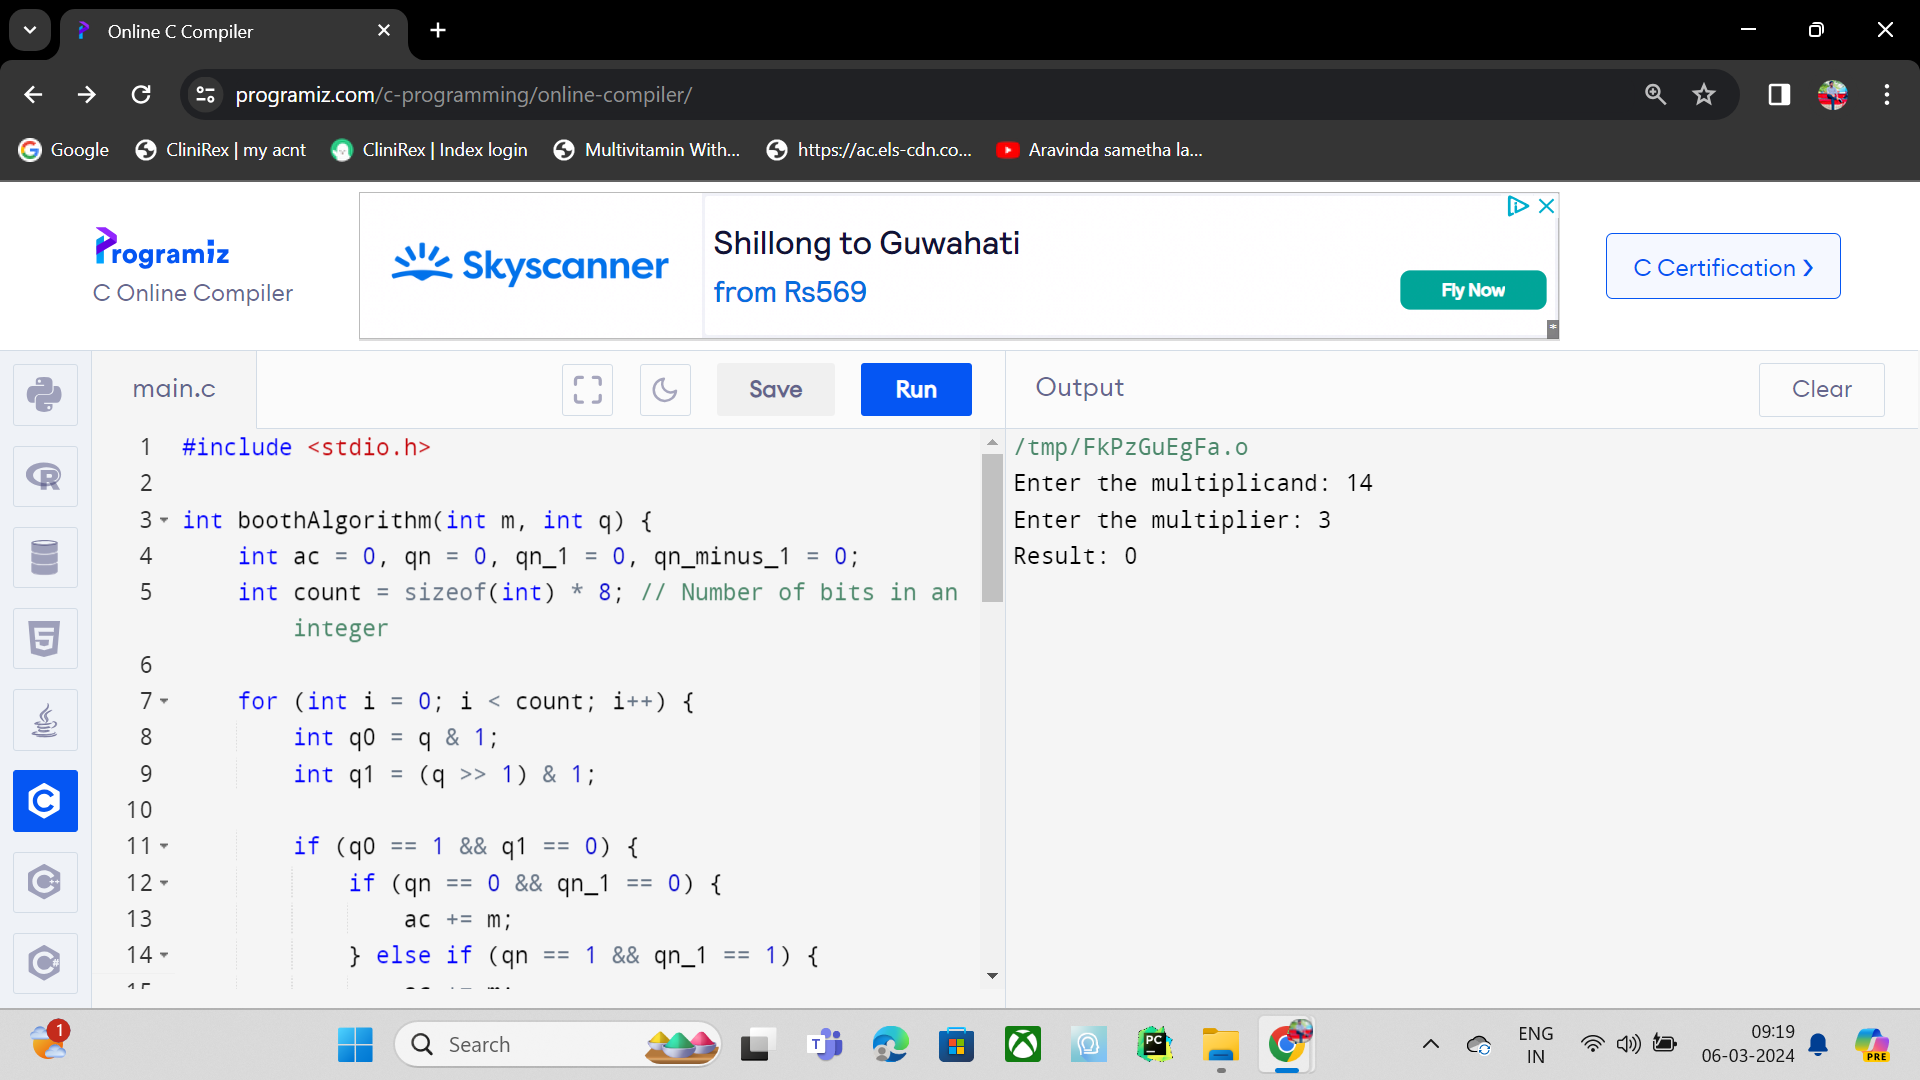 Online C Compiler
programiz.com/c-programming/online-compiler/
Google
CliniRex | my acnt
CliniRex | Index login
Multivitamin With...
https://ac.els-cdn.co...
Aravinda sametha la...
Programiz
C Online Compiler
Skyscanner
Shillong to Guwahati
from Rs569
Fly Now
C Certification
main.c
Save
Run
Output
Clear
1 #include <stdio.h>
2
3 int boothAlgorithm(int m, int q) {
4 int ac = 0, qn = 0, qn_1 = 0, qn_minus_1 = 0;
5 int count = sizeof(int) * 8; // Number of bits in an
integer
6
7 for (int i = 0; i < count; i++) {
8 int q0 = q & 1;
9 int q1 = (q >> 1) & 1;
10
11 if (q0 == 1 && q1 == 0) {
12 if (qn == 0 && qn_1 == 0) {
13 ac += m;
14 } else if (qn == 1 && qn_1 == 1) {
/tmp/FkPzGuEgFa.o
Enter the multiplicand: 14
Enter the multiplier: 3
Result: 0
1
Search
T
PC
ENG
IN
09:19
06-03-2024
PRE